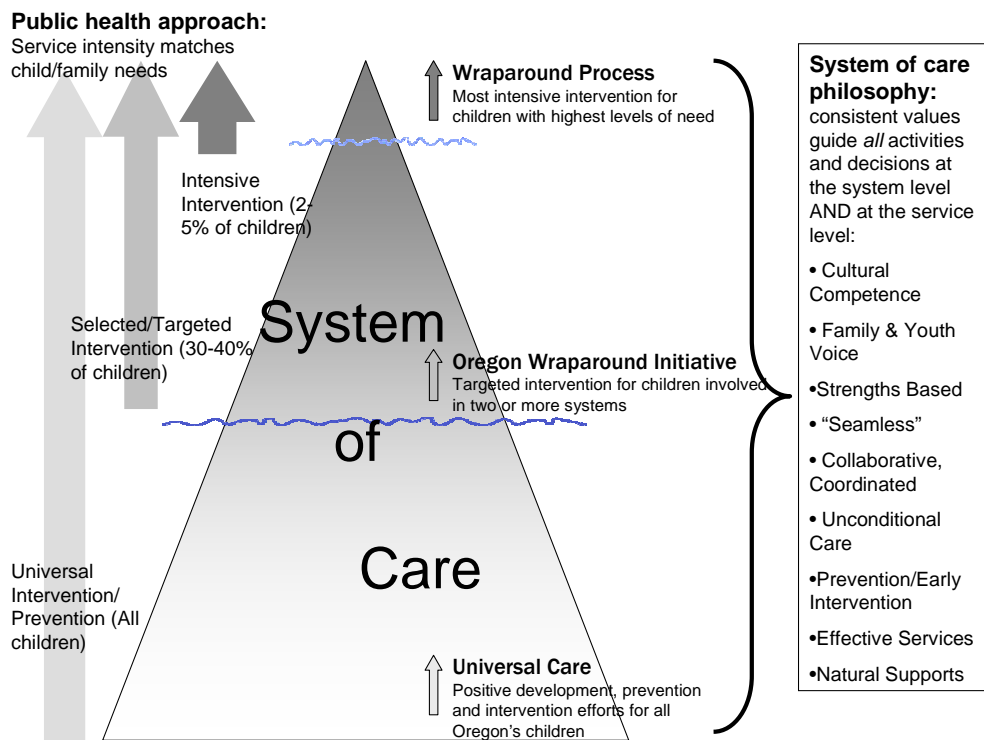 Public health approach:
Service intensity matches
child/family needs
Intensive
Intervention (2-
5% of children)
Selected/Targeted
Intervention (30-40%
of children)
Universal
Intervention/
Prevention (All
children)
System
of
Care
Wraparound Process
Most intensive intervention for
children with highest levels of need
Oregon Wraparound Initiative
Targeted intervention for children involved
in two or more systems
Universal Care
Positive development, prevention
and intervention efforts for all
Oregon's children
System of care
philosophy:
consistent values
guide all activities
and decisions at
the system level
AND at the service
level:
• Cultural
Competence
• Family & Youth
Voice
•Strengths Based
• “Seamless”
• Collaborative,
Coordinated
• Unconditional
Care
•Prevention/Early
Intervention
•Effective Services
•Natural Supports